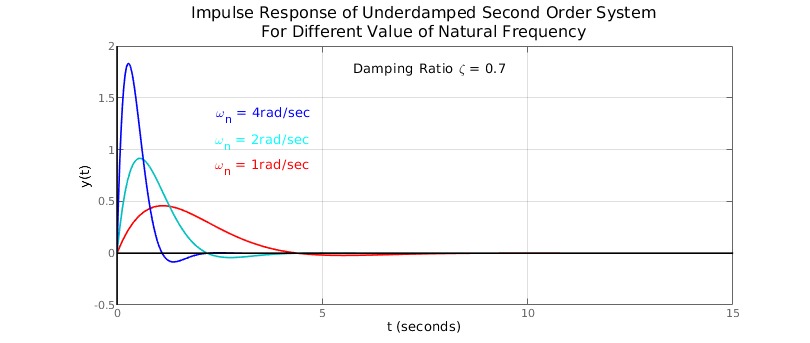 Impulse Response of Underdamped Second Order System
For Different Value of Natural Frequency
2
Damping Ratio ζ = 0.7
1.5
ωn = 4rad/sec
ωn = 2rad/sec
1
ωn = 1rad/sec
y(t)
0.5
0
-0.5
0 5 10 15
t (seconds)